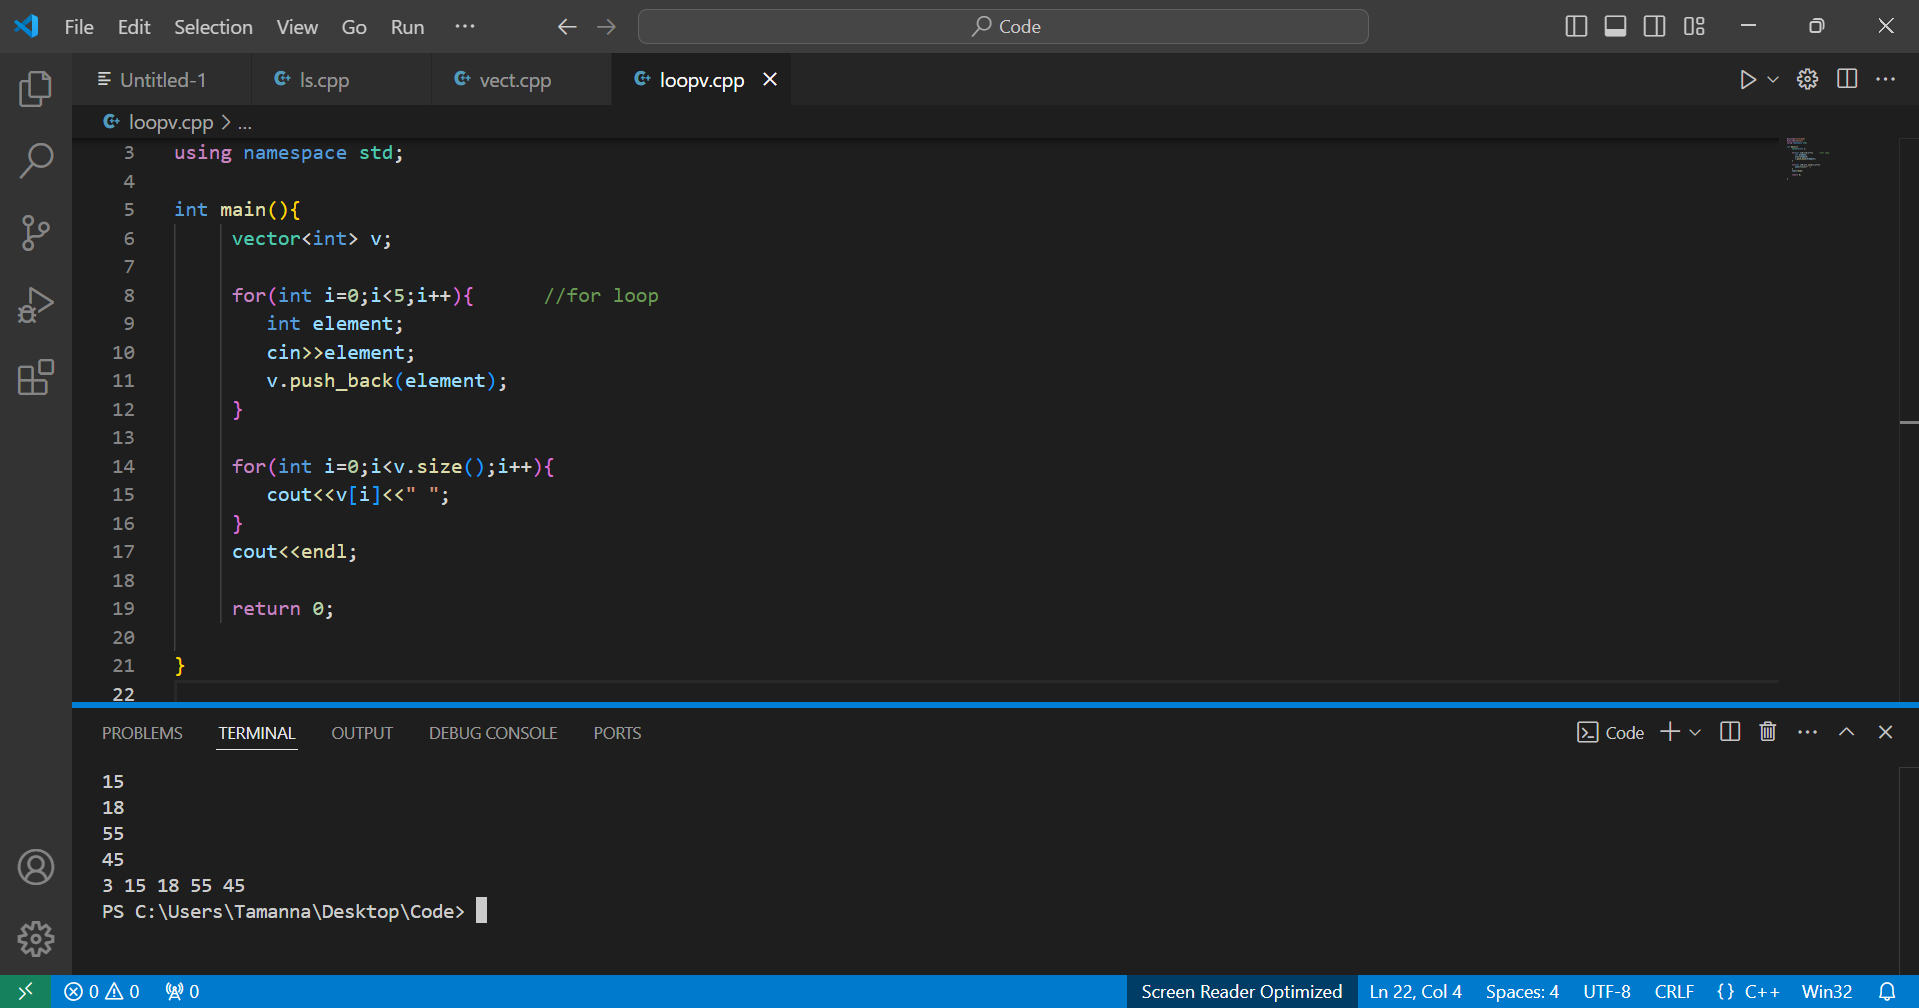 File Edit Selection View Go Run ···
Code
Untitled-1 ls.cpp vect.cpp loopv.cpp
loopv.cpp > ...
3 using namespace std;
4
5 int main(){
6 vector<int> v;
7
8 for(int i=0;i<5;i++){ //for loop
9 int element;
10 cin>>element;
11 v.push_back(element);
12 }
13
14 for(int i=0;i<v.size();i++){
15 cout<<v[i]<<" ";
16 }
17 cout<<endl;
18
19 return 0;
20
21 }
22
PROBLEMS TERMINAL OUTPUT DEBUG CONSOLE PORTS Code
15
18
55
45
3 15 18 55 45
PS C:\Users\Tamanna\Desktop\Code>
0 0 0 Screen Reader Optimized Ln 22, Col 4 Spaces: 4 UTF-8 CRLF {} C++ Win32